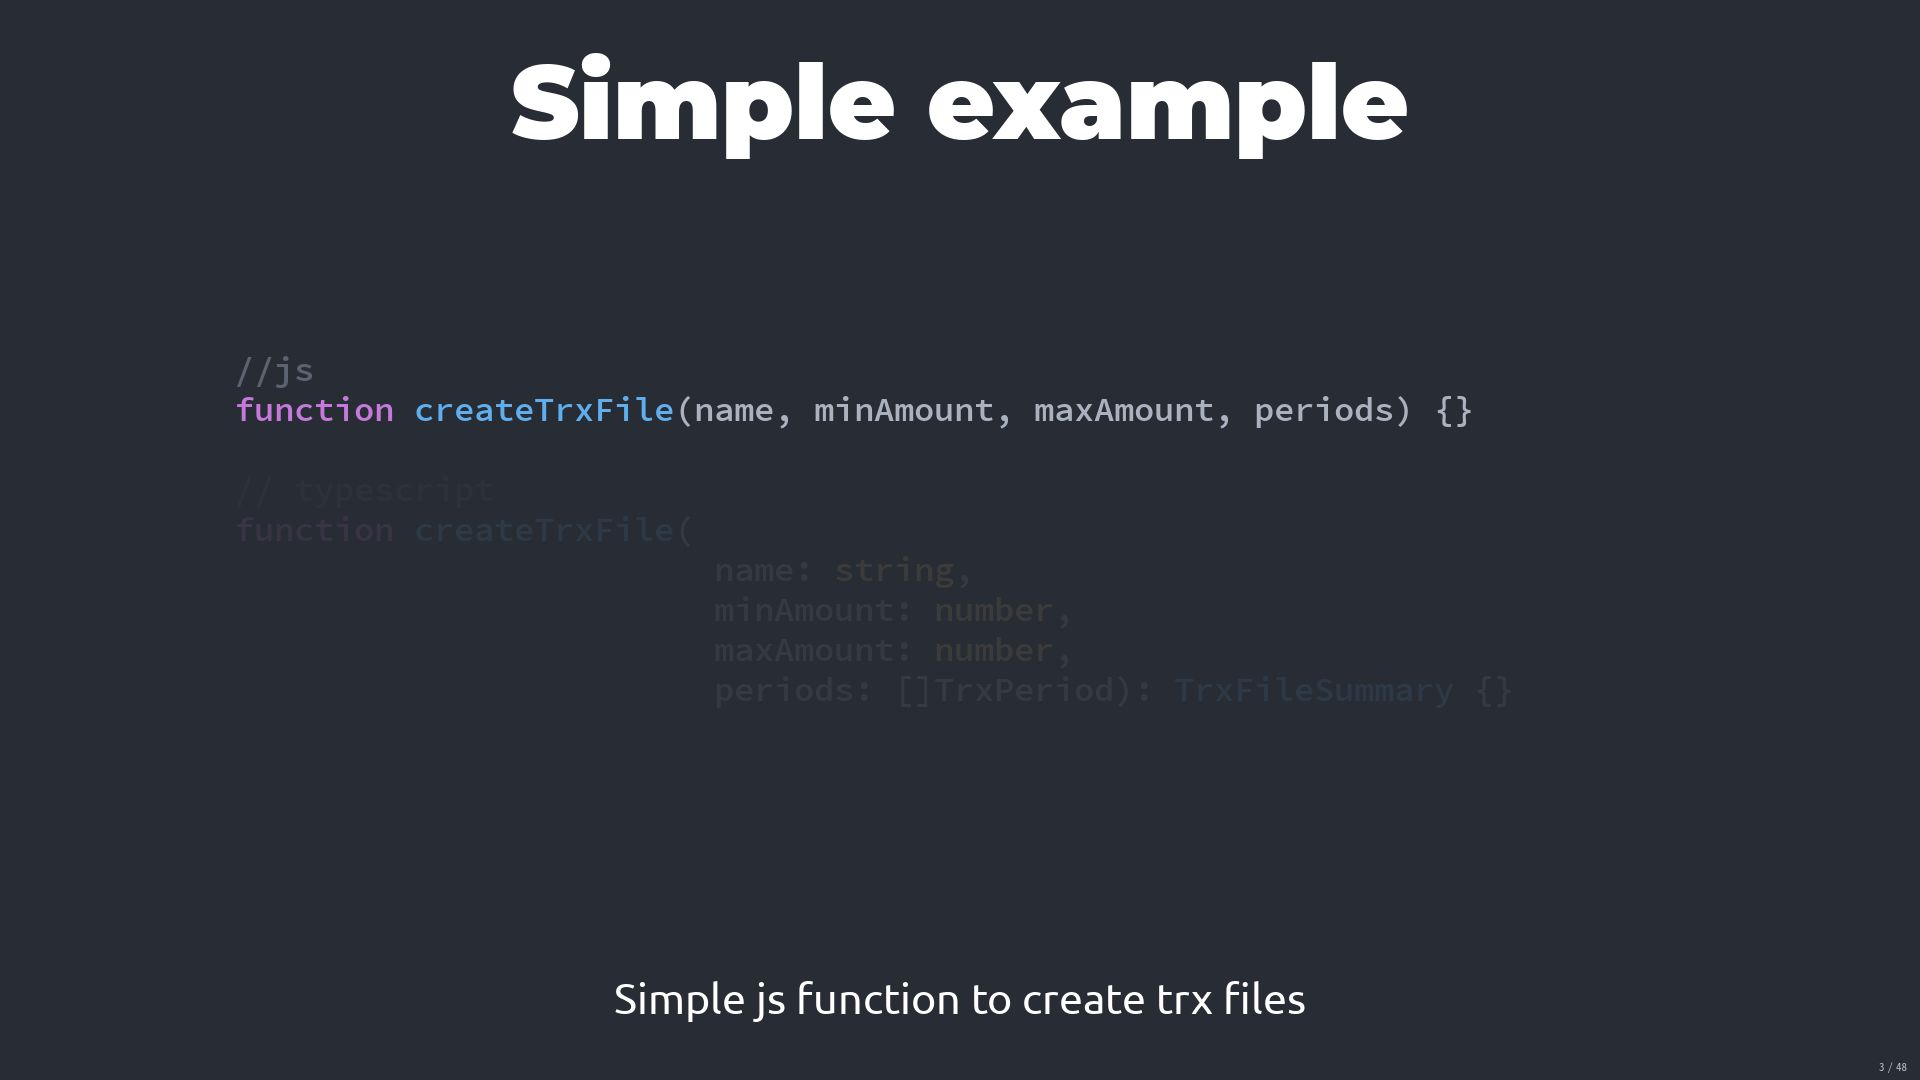 Simple example
//js
function createTrxFile(name, minAmount, maxAmount, periods) {}
// typescript
function createTrxFile(
name: string,
minAmount: number,
maxAmount: number,
periods: []TrxPeriod): TrxFileSummary {}
Simple js function to create trx files
3 / 48